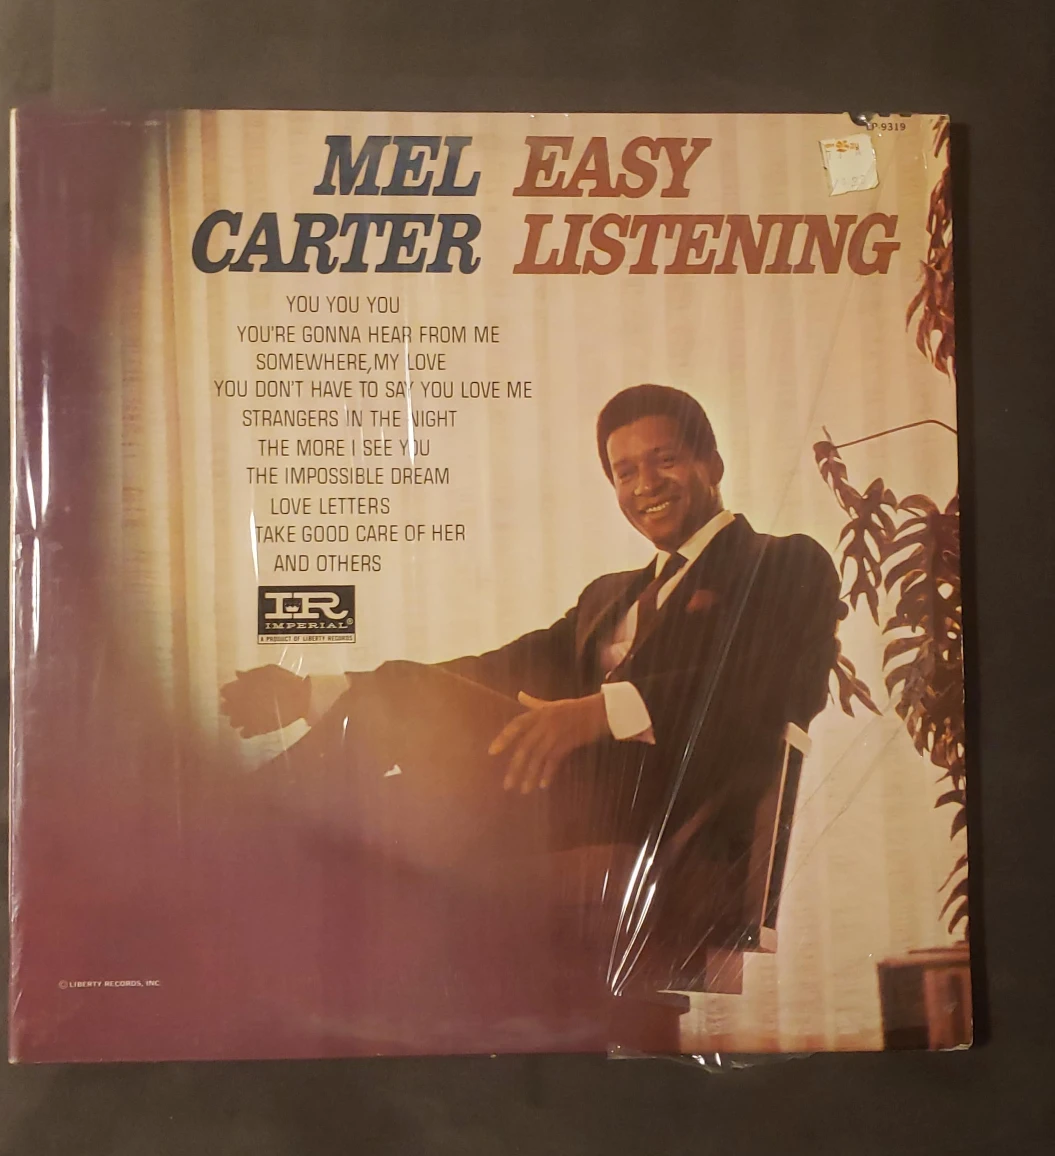 LP-9319
MEL EASY
CARTER LISTENING
YOU YOU YOU
YOU'RE GONNA HEAR FROM ME
SOMEWHERE, MY LOVE
YOU DON'T HAVE TO SAY YOU LOVE ME
STRANGERS IN THE NIGHT
THE MORE I SEE YOU
THE IMPOSSIBLE DREAM
LOVE LETTERS
TAKE GOOD CARE OF HER
AND OTHERS
IR
IMPERIAL®
A PRODUCT OF LIBERTY RECORDS
© LIBERTY RECORDS, INC